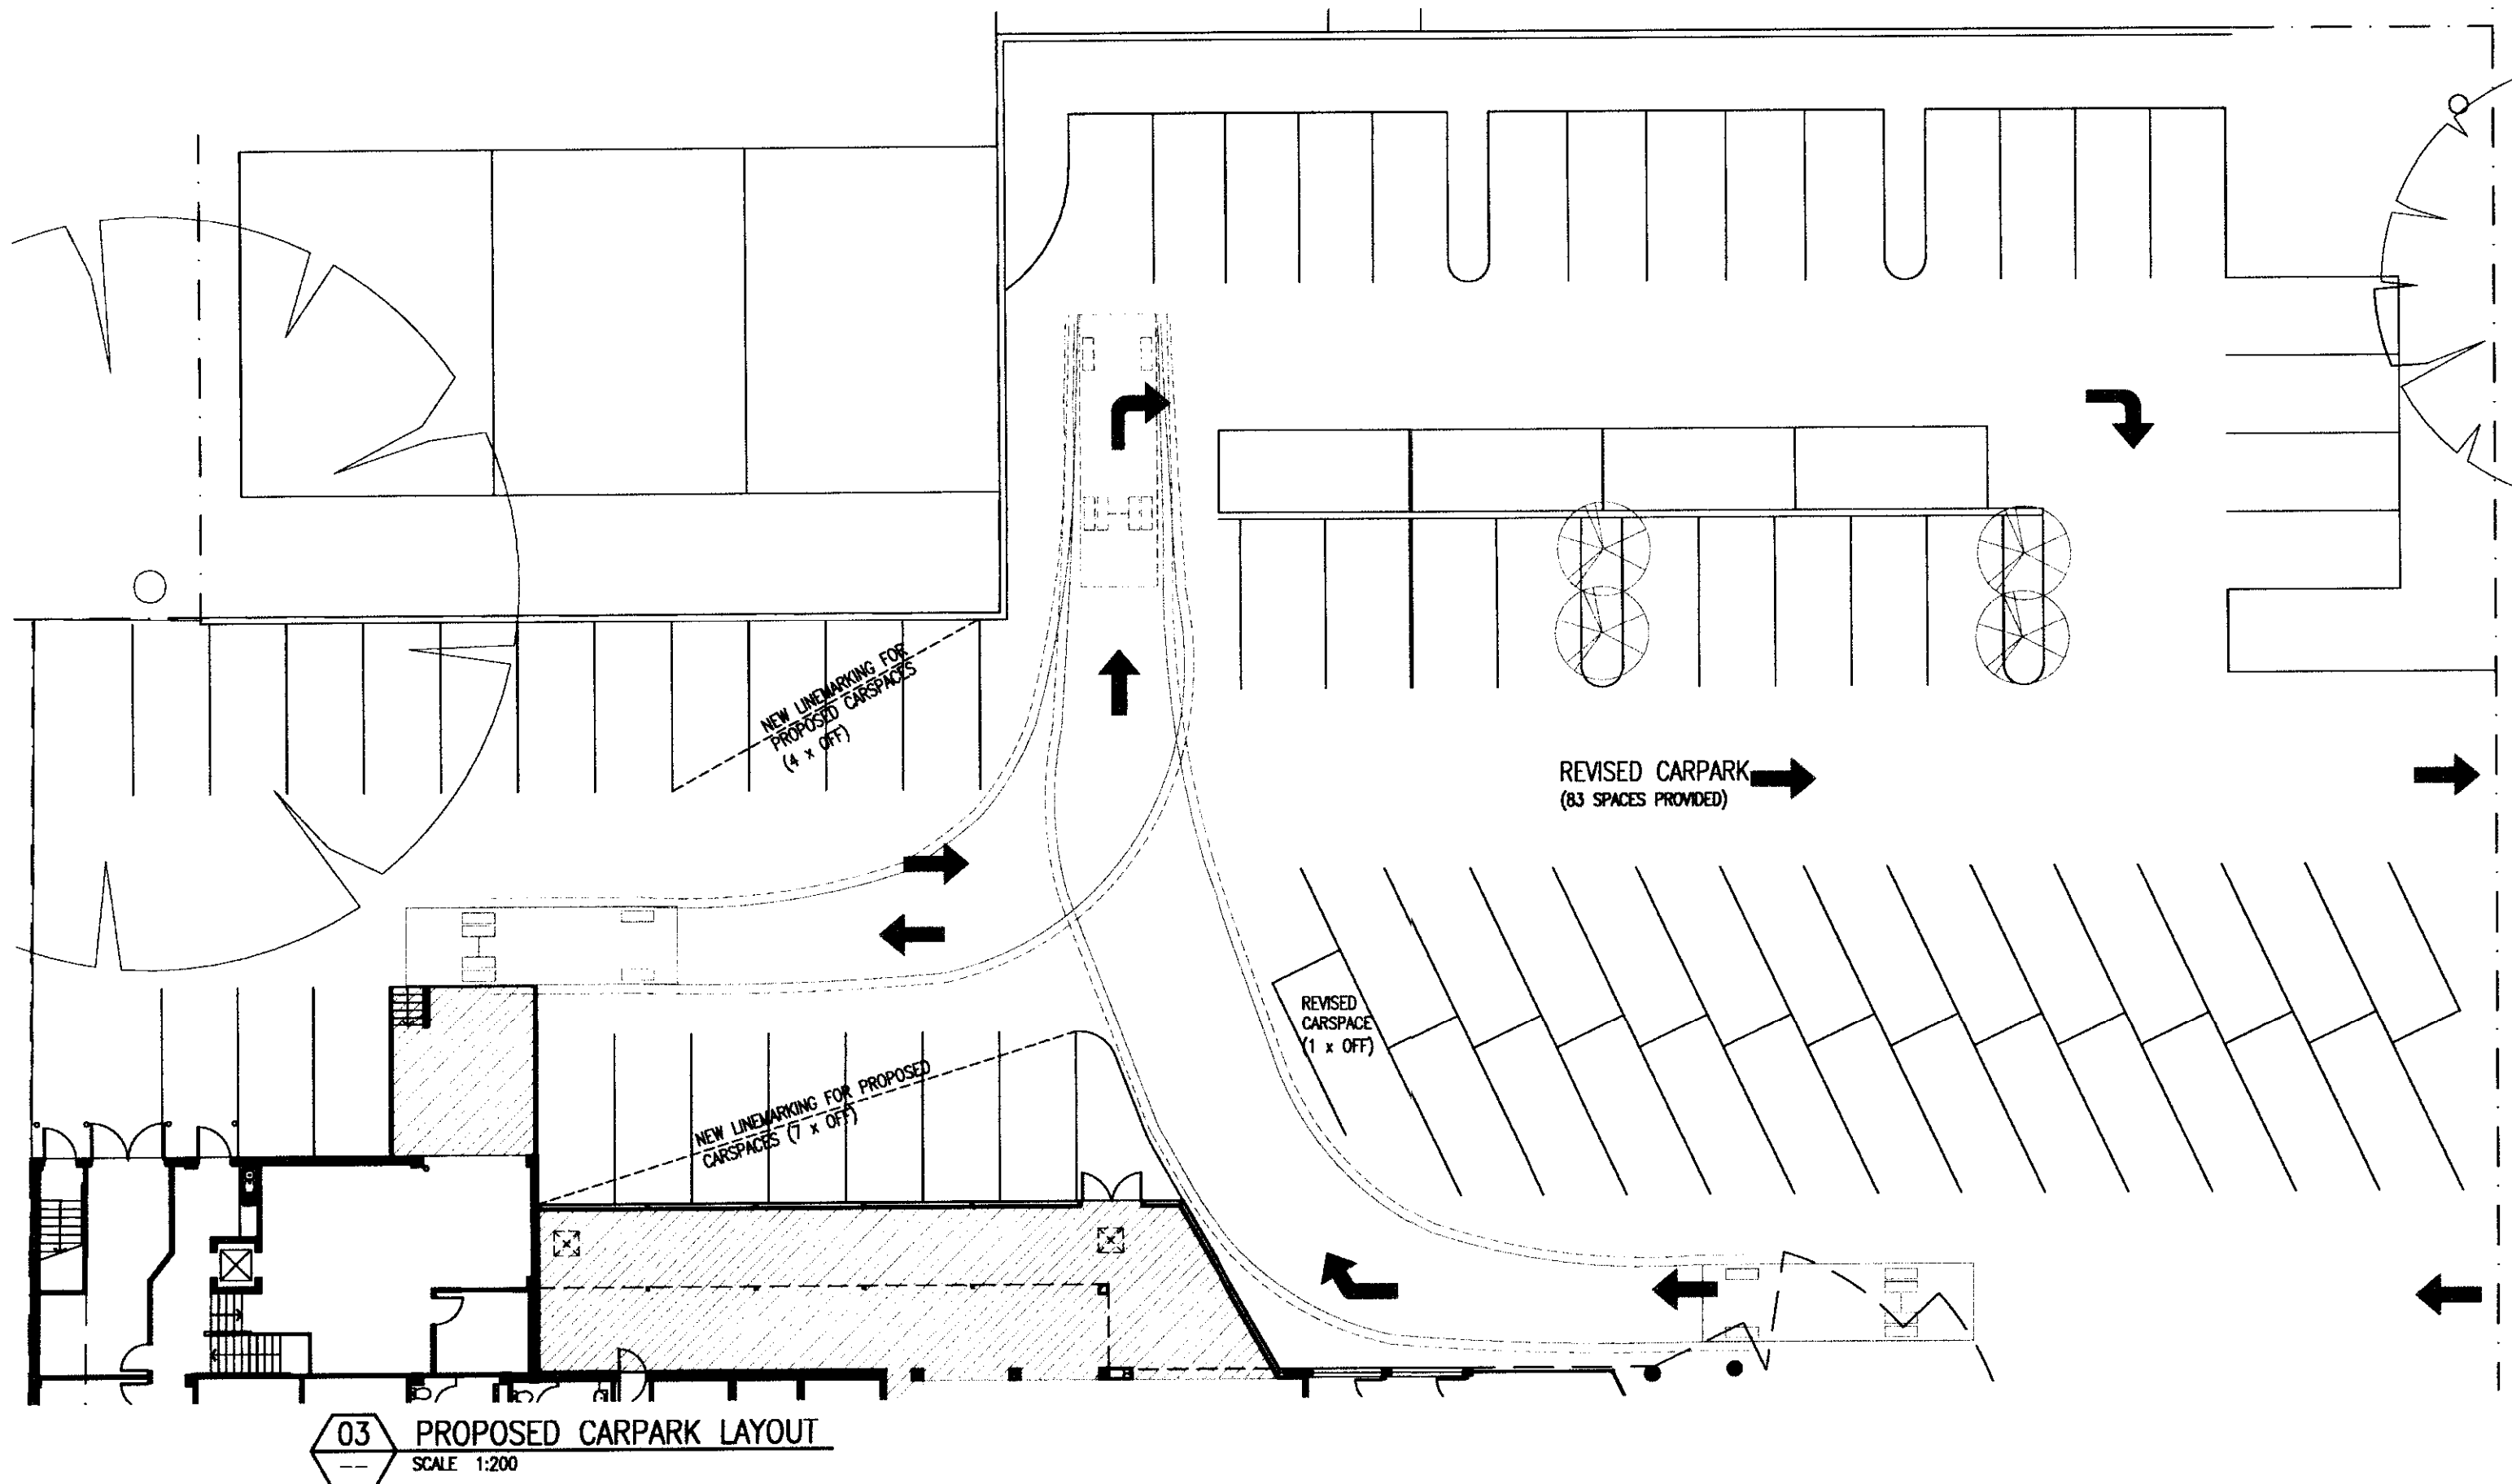 NEW LINEMARKING FOR
PROPOSED CARSPACES
(4 x OFF)
REVISED CARPARK
(83 SPACES PROVIDED)
REVISED
CARSPACE
(1 x OFF)
NEW LINEMARKING FOR PROPOSED
CARSPACES (7 x OFF)
03
--
PROPOSED CARPARK LAYOUT
SCALE 1:200